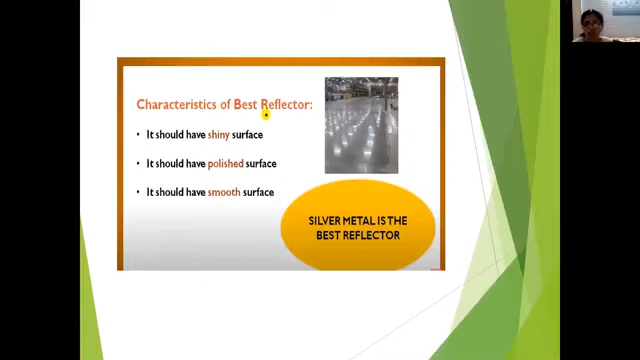 Characteristics of Best Reflector:
• It should have shiny surface
• It should have polished surface
• It should have smooth surface
SILVER METAL IS THE
BEST REFLECTOR